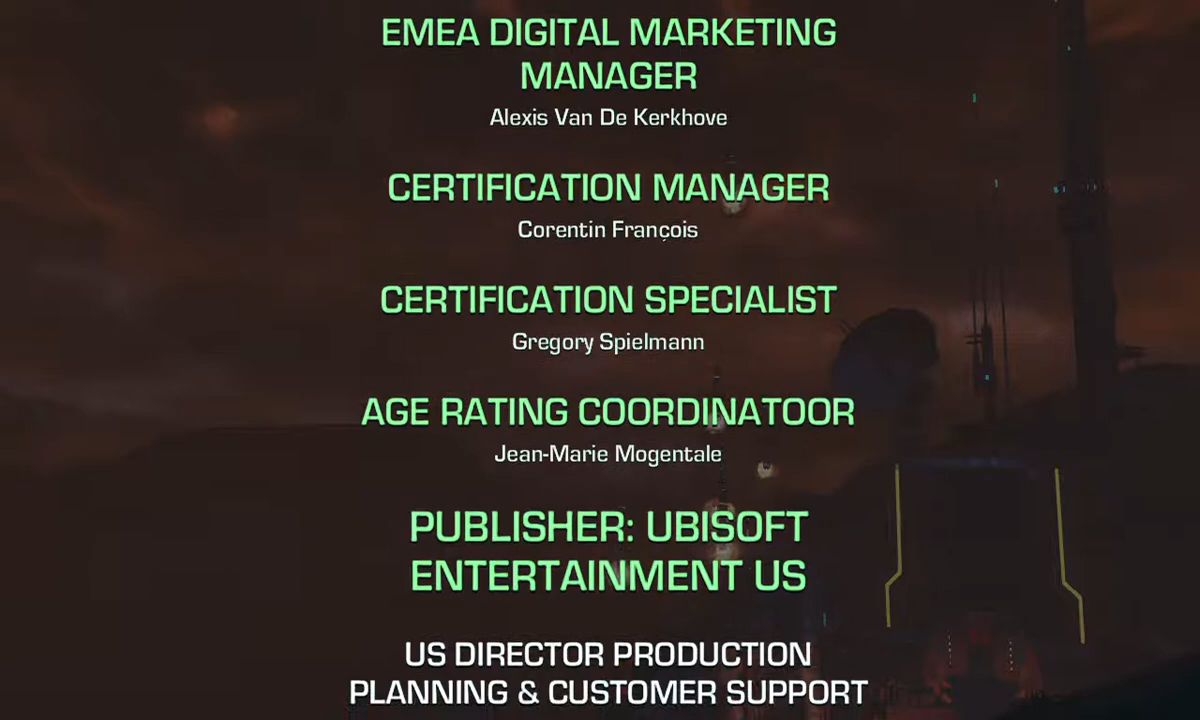 EMEA DIGITAL MARKETING
MANAGER
Alexis Van De Kerkhove
CERTIFICATION MANAGER
Corentin François
CERTIFICATION SPECIALIST
Gregory Spielmann
AGE RATING COORDINATOOR
Jean-Marie Mogentale
PUBLISHER: UBISOFT
ENTERTAINMENT US
US DIRECTOR PRODUCTION
PLANNING & CUSTOMER SUPPORT